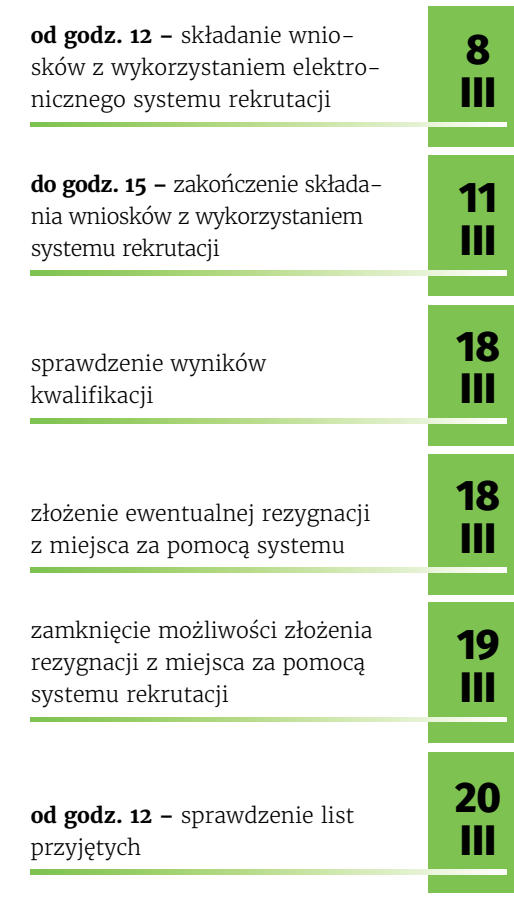 od godz. 12 – składanie wnio-
sków z wykorzystaniem elektro-
nicznego systemu rekrutacji
8
III
do godz. 15 – zakończenie składa-
nia wniosków z wykorzystaniem
systemu rekrutacji
11
III
sprawdzenie wyników
kwalifikacji
18
III
złożenie ewentualnej rezygnacji
z miejsca za pomocą systemu
18
III
zamknięcie możliwości złożenia
rezygnacji z miejsca za pomocą
systemu rekrutacji
19
III
od godz. 12 – sprawdzenie list
przyjętych
20
III